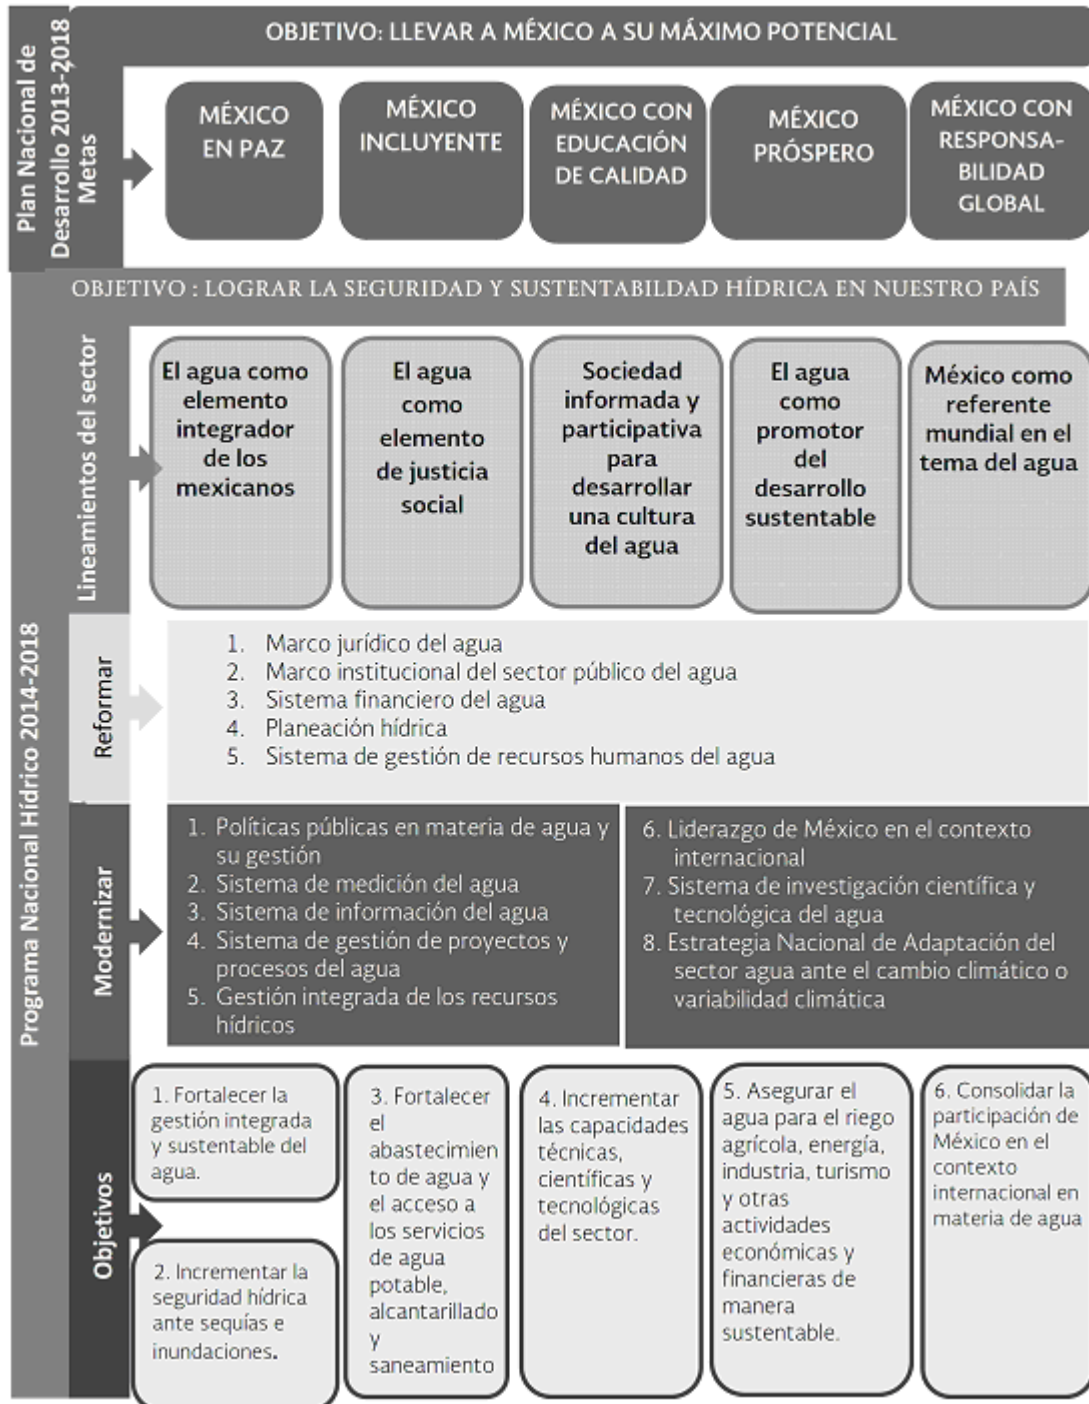 Plan Nacional de
Desarrollo 2013-2018
Metas
OBJETIVO: LLEVAR A MÉXICO A SU MÁXIMO POTENCIAL
MÉXICO
EN PAZ
MÉXICO
INCLUYENTE
MÉXICO CON
EDUCACIÓN
DE CALIDAD
MÉXICO
PRÓSPERO
MÉXICO CON
RESPONSA-
BILIDAD
GLOBAL
Programa Nacional Hídrico 2014-2018
OBJETIVO : LOGRAR LA SEGURIDAD Y SUSTENTABILDAD HÍDRICA EN NUESTRO PAÍS
Lineamientos del sector
El agua como
elemento
integrador
de los
mexicanos
El agua
como
elemento
de justicia
social
Sociedad
informada y
participativa
para
desarrollar
una cultura
del agua
El agua
como
promotor
del
desarrollo
sustentable
México como
referente
mundial en el
tema del agua
Reformar
1. Marco jurídico del agua
2. Marco institucional del sector público del agua
3. Sistema financiero del agua
4. Planeación hídrica
5. Sistema de gestión de recursos humanos del agua
Modernizar
1. Políticas públicas en materia de agua y
su gestión
2. Sistema de medición del agua
3. Sistema de información del agua
4. Sistema de gestión de proyectos y
procesos del agua
5. Gestión integrada de los recursos
hídricos
6. Liderazgo de México en el contexto
internacional
7. Sistema de investigación científica y
tecnológica del agua
8. Estrategia Nacional de Adaptación del
sector agua ante el cambio climático o
variabilidad climática
Objetivos
1. Fortalecer la
gestión integrada
y sustentable del
agua.
2. Incrementar la
seguridad hídrica
ante sequías e
inundaciones.
3. Fortalecer
el
abastecimien
to de agua y
el acceso a
los servicios
de agua
potable,
alcantarillado
y
saneamiento
4. Incrementar
las capacidades
técnicas,
científicas y
tecnológicas
del sector.
5. Asegurar el
agua para el riego
agrícola, energía,
industria, turismo
y otras
actividades
económicas y
financieras de
manera
sustentable.
6. Consolidar la
participación de
México en el
contexto
internacional en
materia de agua